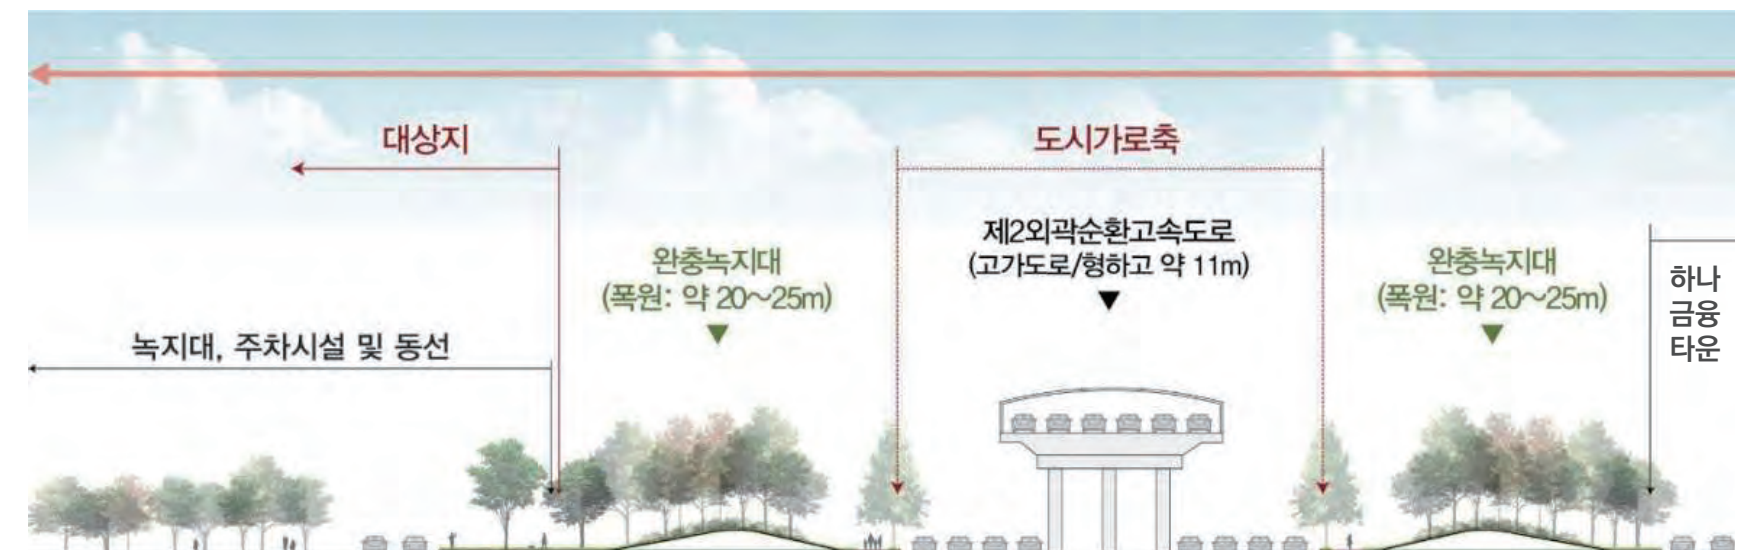 대상지
도시가로축
제2외곽순환고속도로
(고가도로/형하고 약 11m)
완충녹지대
(폭원: 약 20~25m)
▼
▼
완충녹지대
(폭원: 약 20~25m)
▼
하나
금융
타운
녹지대, 주차시설 및 동선